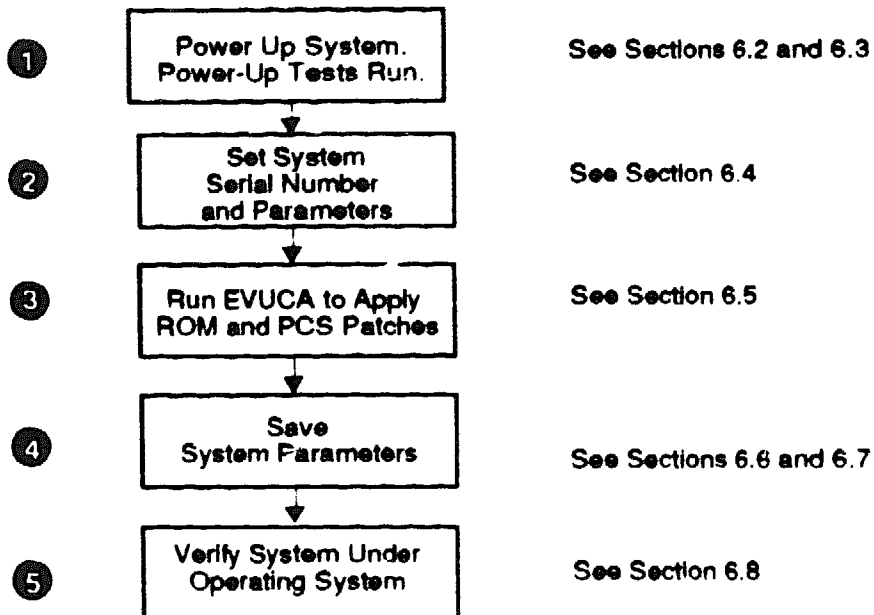 1
Power Up System.
Power-Up Tests Run.
See Sections 6.2 and 6.3
2
Set System
Serial Number
and Parameters
See Section 6.4
3
Run EVUCA to Apply
ROM and PCS Patches
See Section 6.5
4
Save
System Parameters
See Sections 6.6 and 6.7
5
Verify System Under
Operating System
See Section 6.8